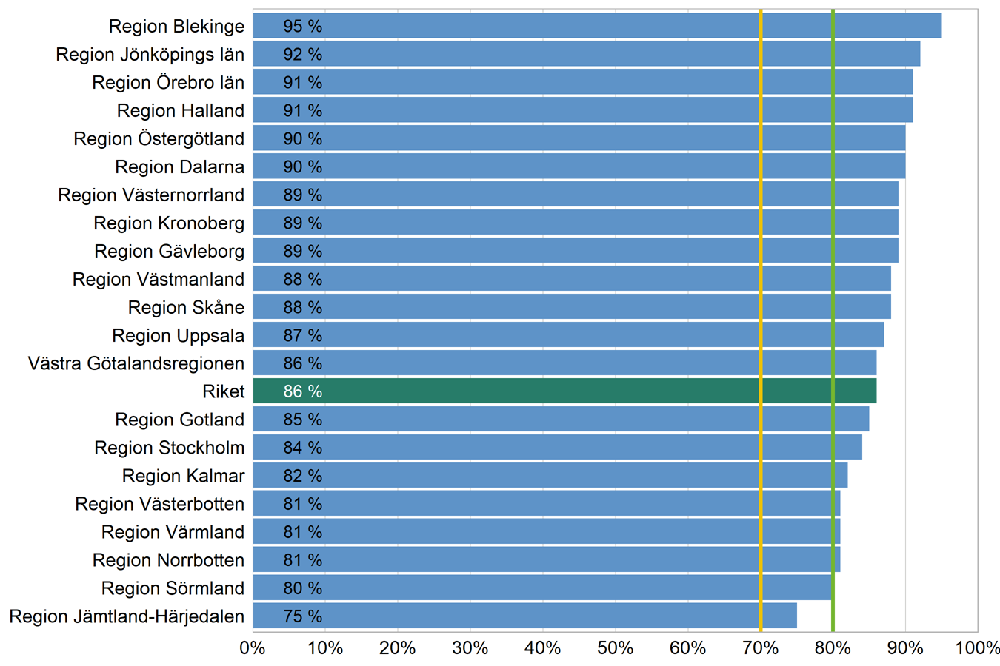 Region Blekinge 95 %
Region Jönköpings län 92 %
Region Örebro län 91 %
Region Halland 91 %
Region Östergötland 90 %
Region Dalarna 90 %
Region Västernorrland 89 %
Region Kronoberg 89 %
Region Gävleborg 89 %
Region Västmanland 88 %
Region Skåne 88 %
Region Uppsala 87 %
Västra Götalandsregionen 86 %
Riket 86 %
Region Gotland 85 %
Region Stockholm 84 %
Region Kalmar 82 %
Region Västerbotten 81 %
Region Värmland 81 %
Region Norrbotten 81 %
Region Sörmland 80 %
Region Jämtland-Härjedalen 75 %
0% 10% 20% 30% 40% 50% 60% 70% 80% 90% 100%